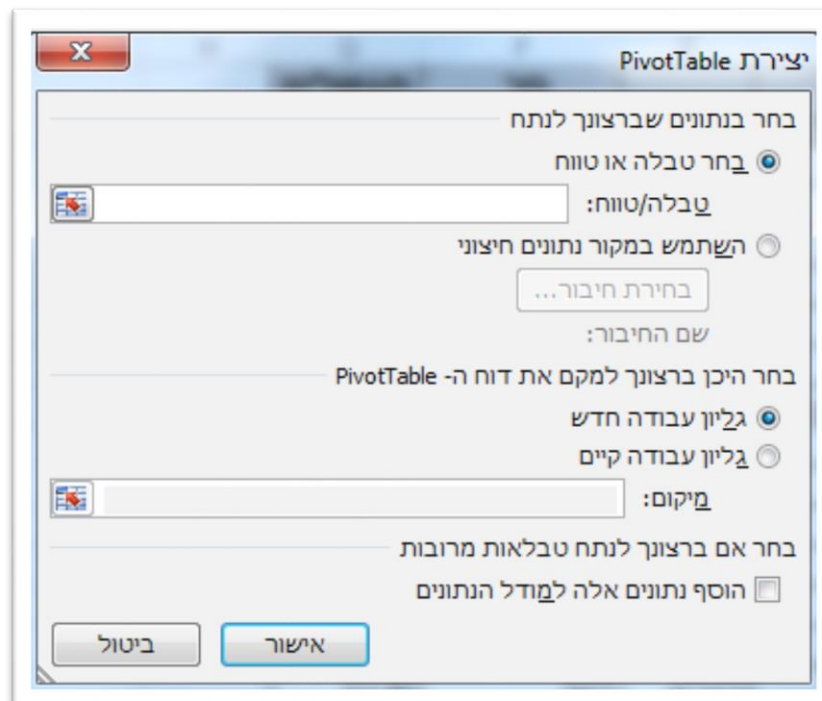 יצירת PivotTable
בחר בנתונים שברצונך לנתח
בחר טבלה או טווח
טבלה/טווח:
השתמש במקור נתונים חיצוני
בחירת חיבור...
שם החיבור:
בחר היכן ברצונך למקם את דוח ה- PivotTable
גליון עבודה חדש
גליון עבודה קיים
מיקום:
בחר אם ברצונך לנתח טבלאות מרובות
הוסף נתונים אלה למודל הנתונים
אישור ביטול